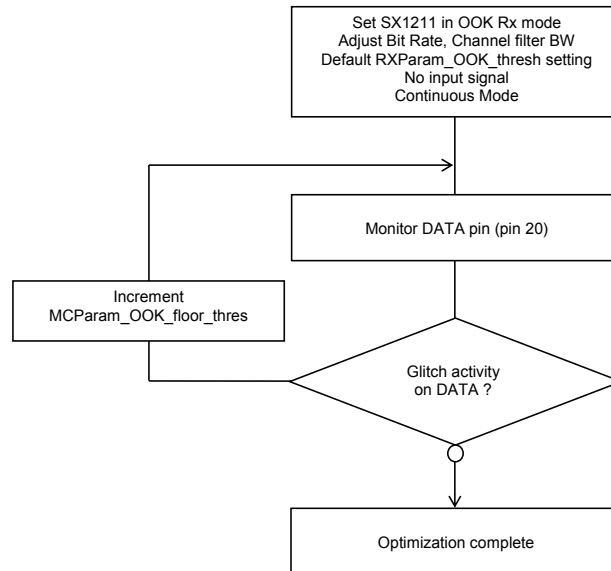 Set SX1211 in OOK Rx mode
Adjust Bit Rate, Channel filter BW
Default RXParam_OOK_thresh setting
No input signal
Continuous Mode
Monitor DATA pin (pin 20)
Increment
MCParam_OOK_floor_thres
Glitch activity
on DATA ?
Optimization complete